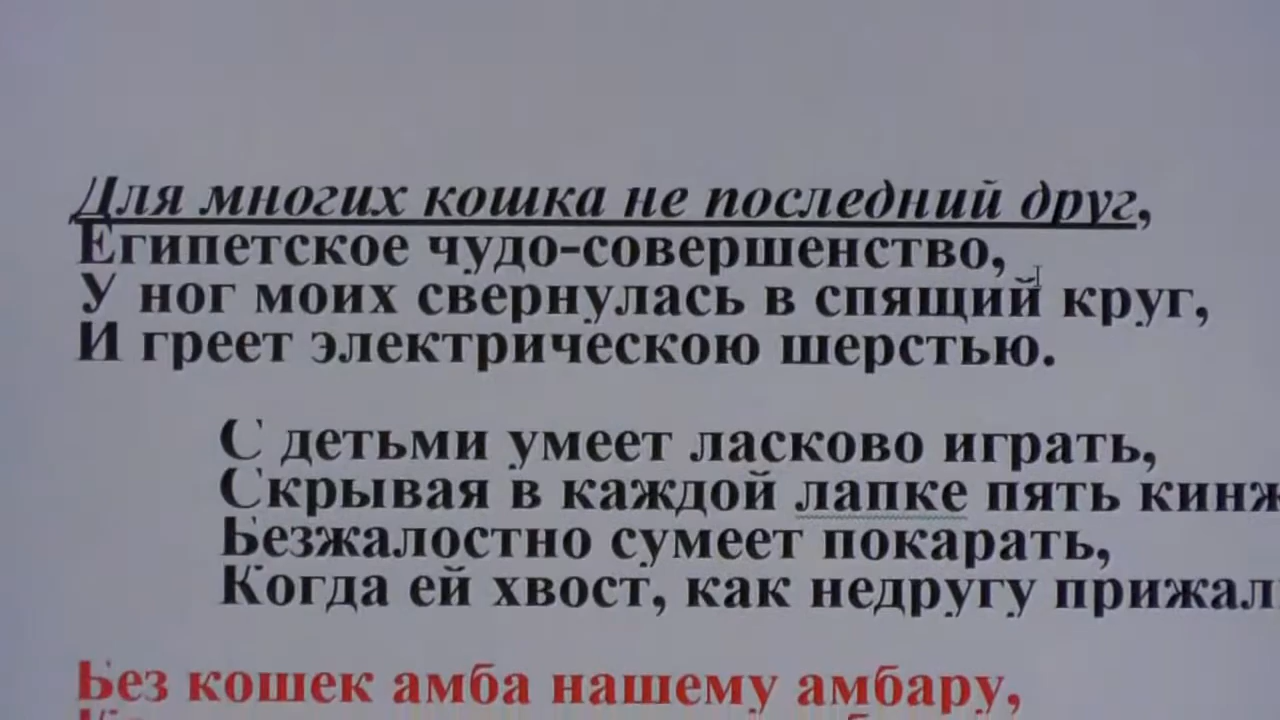 Для многих кошка не последний друг,
Египетское чудо-совершенство,
У ног моих свернулась в спящий круг,
И греет электрическою шерстью.
С детьми умеет ласково играть,
Скрывая в каждой лапке пять
Безжалостно сумеет покарать,
Когда ей хвост, как недругу
Без кошек амба нашему амбару,